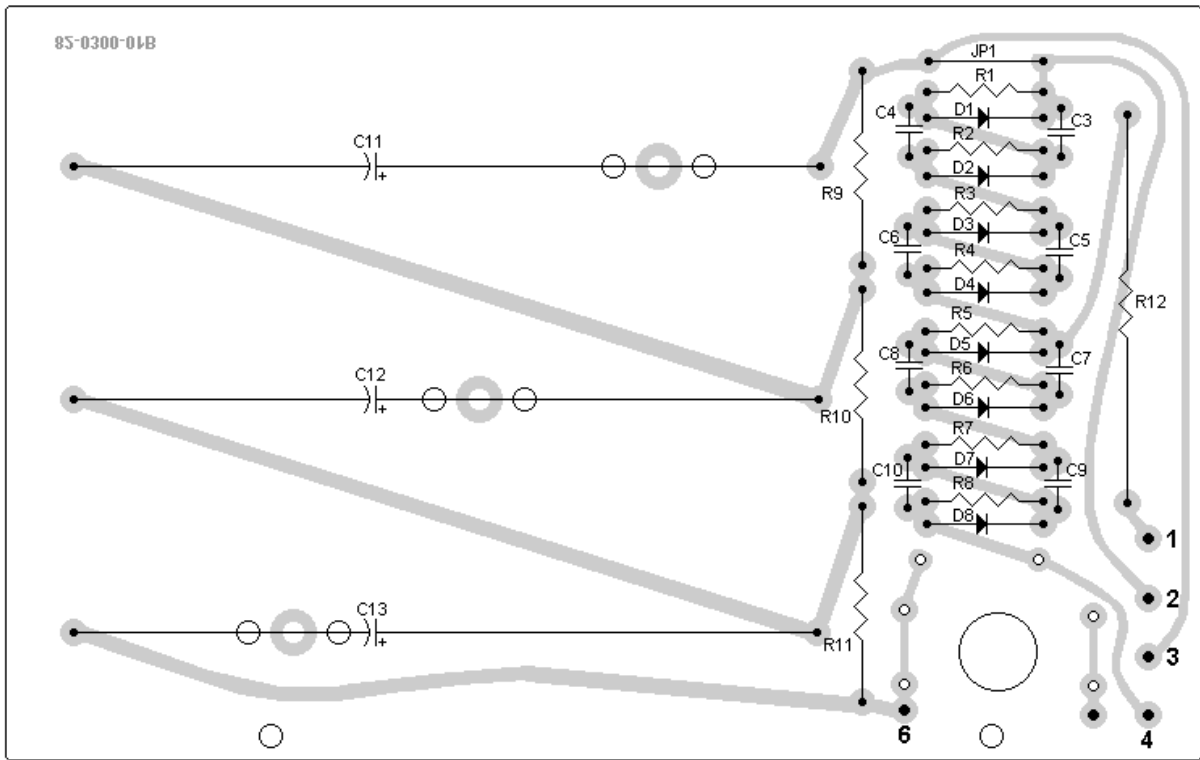 82-0300-01B
JP1
R1
C4
D1
C3
R2
C11
D2
R9
R3
D3
C6
C5
R4
D4
R12
R5
D5
C8
C7
R6
C12
D6
R10
R7
D7
C10
C9
R8
D8
1
2
C13
R11
3
6
4